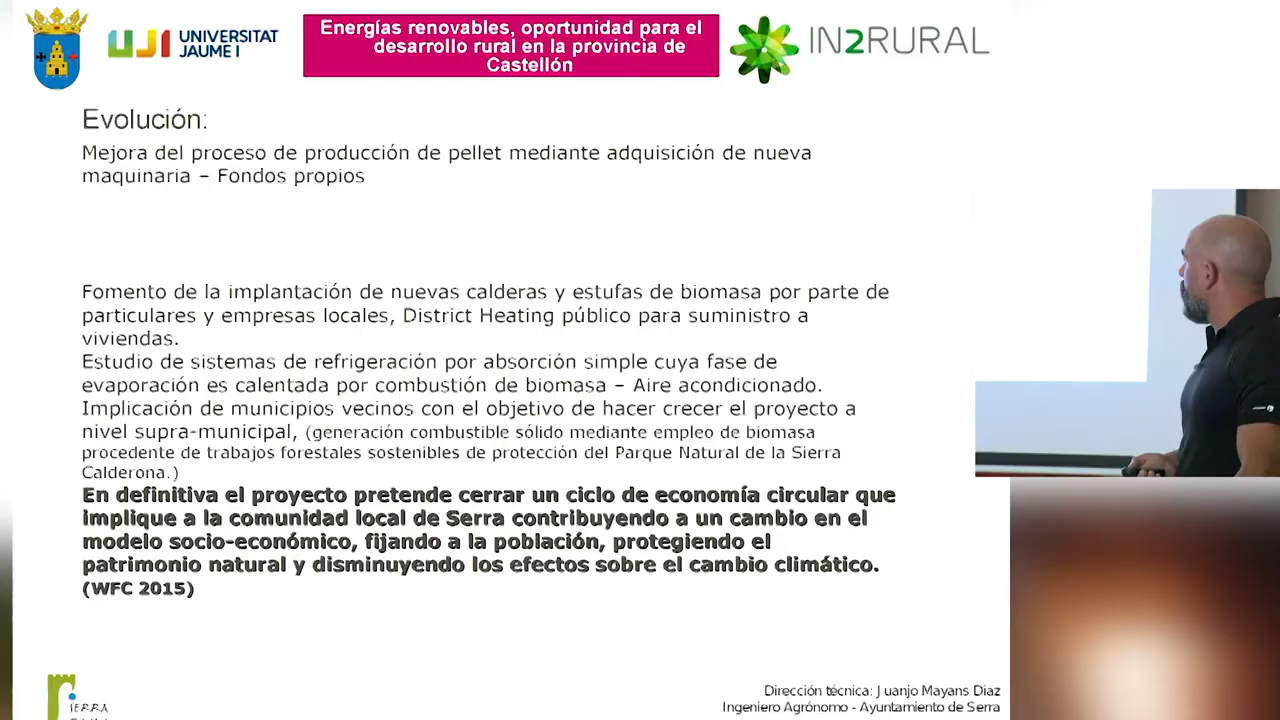 UJI UNIVERSITAT
JAUME I
Energías renovables, oportunidad para el
desarrollo rural en la provincia de
Castellón
IN2RURAL
Evolución:
Mejora del proceso de producción de pellet mediante adquisición de nueva
maquinaria – Fondos propios
Fomento de la implantación de nuevas calderas y estufas de biomasa por parte de
particulares y empresas locales, District Heating público para suministro a
viviendas.
Estudio de sistemas de refrigeración por absorción simple cuya fase de
evaporación es calentada por combustión de biomasa – Aire acondicionado.
Implicación de municipios vecinos con el objetivo de hacer crecer el proyecto a
nivel supra-municipal, (generación combustible sólido mediante empleo de biomasa
procedente de trabajos forestales sostenibles de protección del Parque Natural de la Sierra
Calderona.)
En definitiva el proyecto pretende cerrar un ciclo de economía circular que
implique a la comunidad local de Serra contribuyendo a un cambio en el
modelo socio-económico, fijando a la población, protegiendo el
patrimonio natural y disminuyendo los efectos sobre el cambio climático.
(WFC 2015)
SERRA
Dirección técnica: Juanjo Mayans Diaz
Ingeniero Agrónomo - Ayuntamiento de Serra